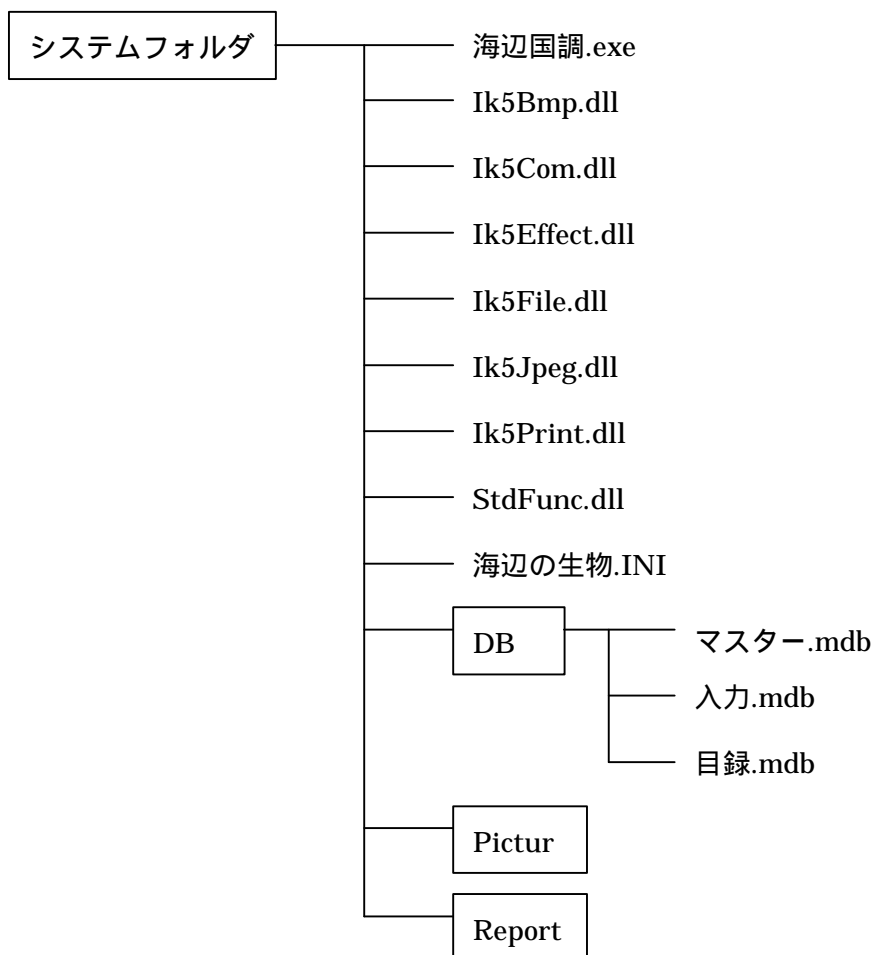 システムフォルダ
海辺国調.exe
Ik5Bmp.dll
Ik5Com.dll
Ik5Effect.dll
Ik5File.dll
Ik5Jpeg.dll
Ik5Print.dll
StdFunc.dll
海辺の生物.INI
DB
マスター.mdb
入力.mdb
目録.mdb
Pictur
Report